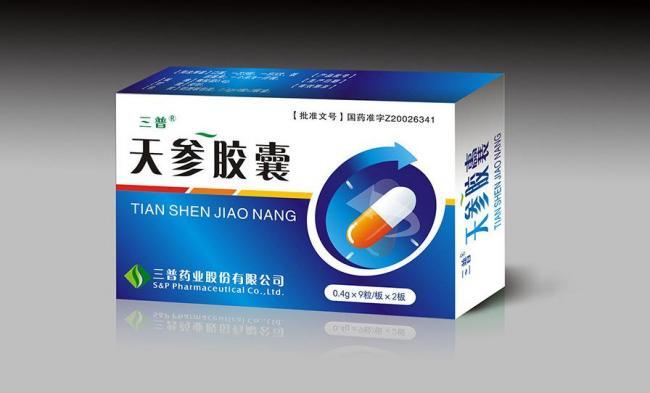 三普®
【批准文号】国药准字Z20026341
天参胶囊
TIAN SHEN JIAO NANG
三普药业股份有限公司
S&P Pharmaceutical Co.,Ltd.
0.4g×9粒/板×2板
天参胶囊
TIAN SHEN JIAO NANG